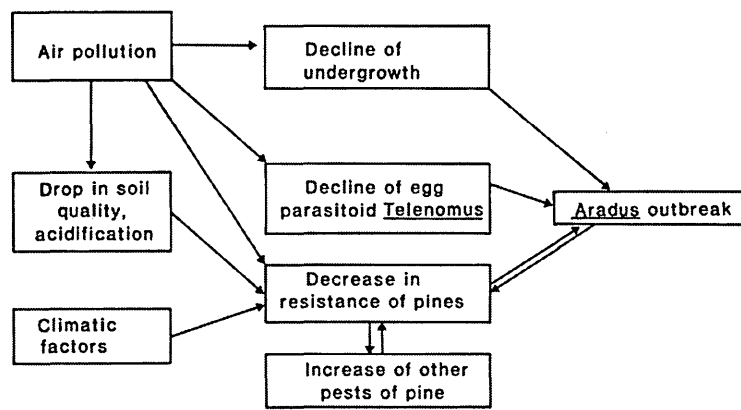 Air pollution
Decline of
undergrowth
Drop in soil
quality,
acidification
Decline of egg
parasitoid Telenomus
Aradus outbreak
Decrease in
resistance of pines
Climatic
factors
Increase of other
pests of pine